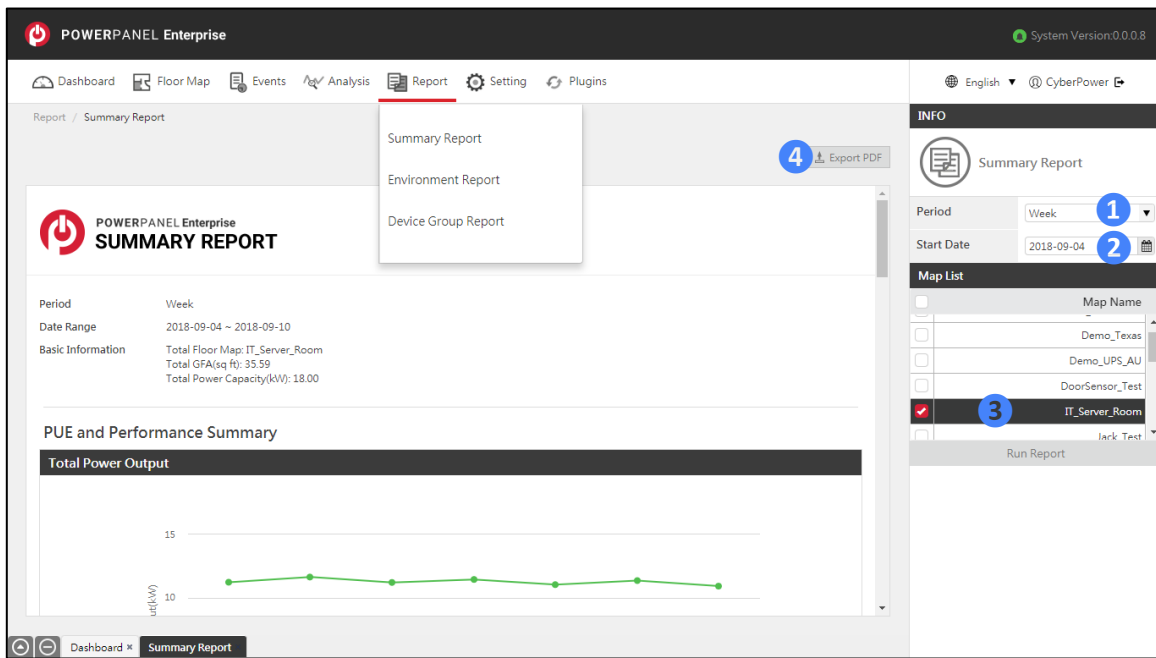 POWERPANEL Enterprise
System Version:0.0.0.8
Dashboard Floor Map Events Analysis Report Setting Plugins
English ▼ CyberPower
Report / Summary Report
Summary Report
Environment Report
Device Group Report
4 Export PDF
POWERPANEL Enterprise
SUMMARY REPORT
Period Week
Date Range 2018-09-04 ~ 2018-09-10
Basic Information Total Floor Map: IT_Server_Room
Total GFA(sq ft): 35.59
Total Power Capacity(kW): 18.00
PUE and Performance Summary
Total Power Output
15
10
ut(kW)
INFO
Summary Report
Period Week 1 ▼
Start Date 2018-09-04 2
Map List
Map Name
Demo_Texas
Demo_UPS_AU
DoorSensor_Test
3 IT_Server_Room
Jack_Test
Run Report
Dashboard × Summary Report